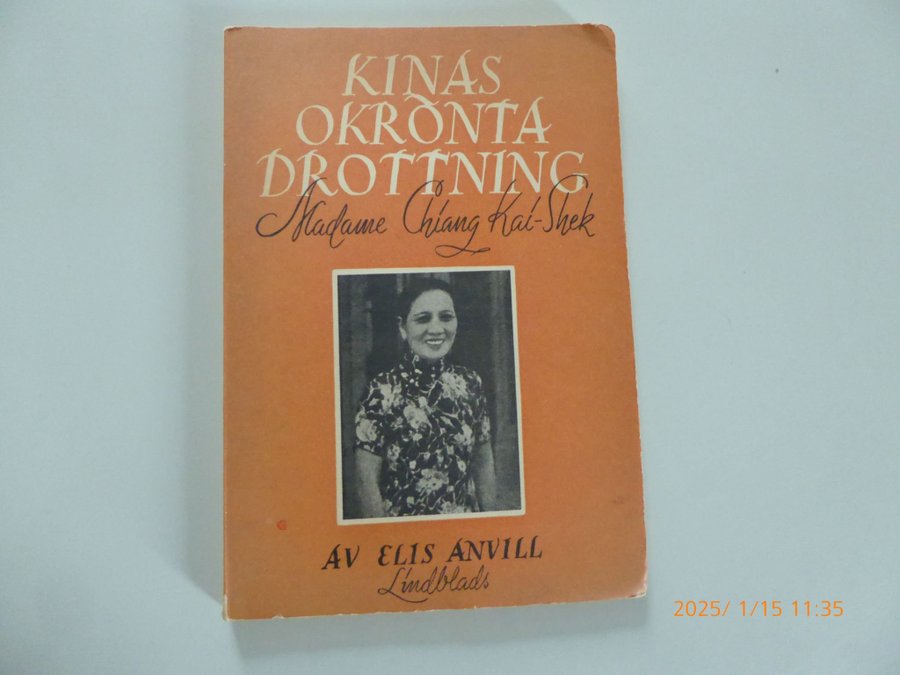 KINAS
OKRÖNTA
DROTTNING
Madame Chiang Kai-Shek
AV ELIS ANVILL
Lindblads
2025/ 1/15 11:35